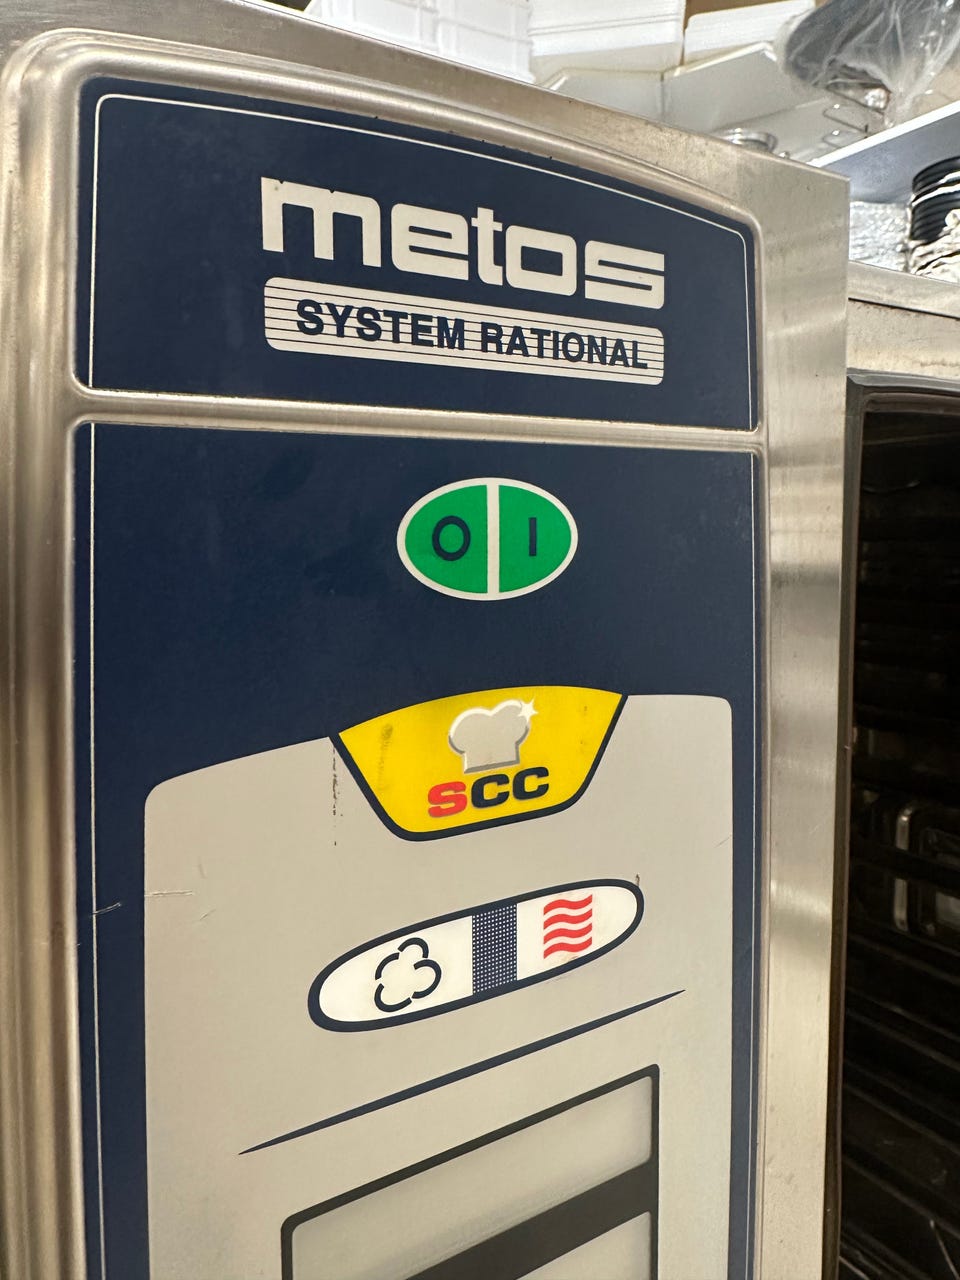 metos
SYSTEM RATIONAL
O I
SCC